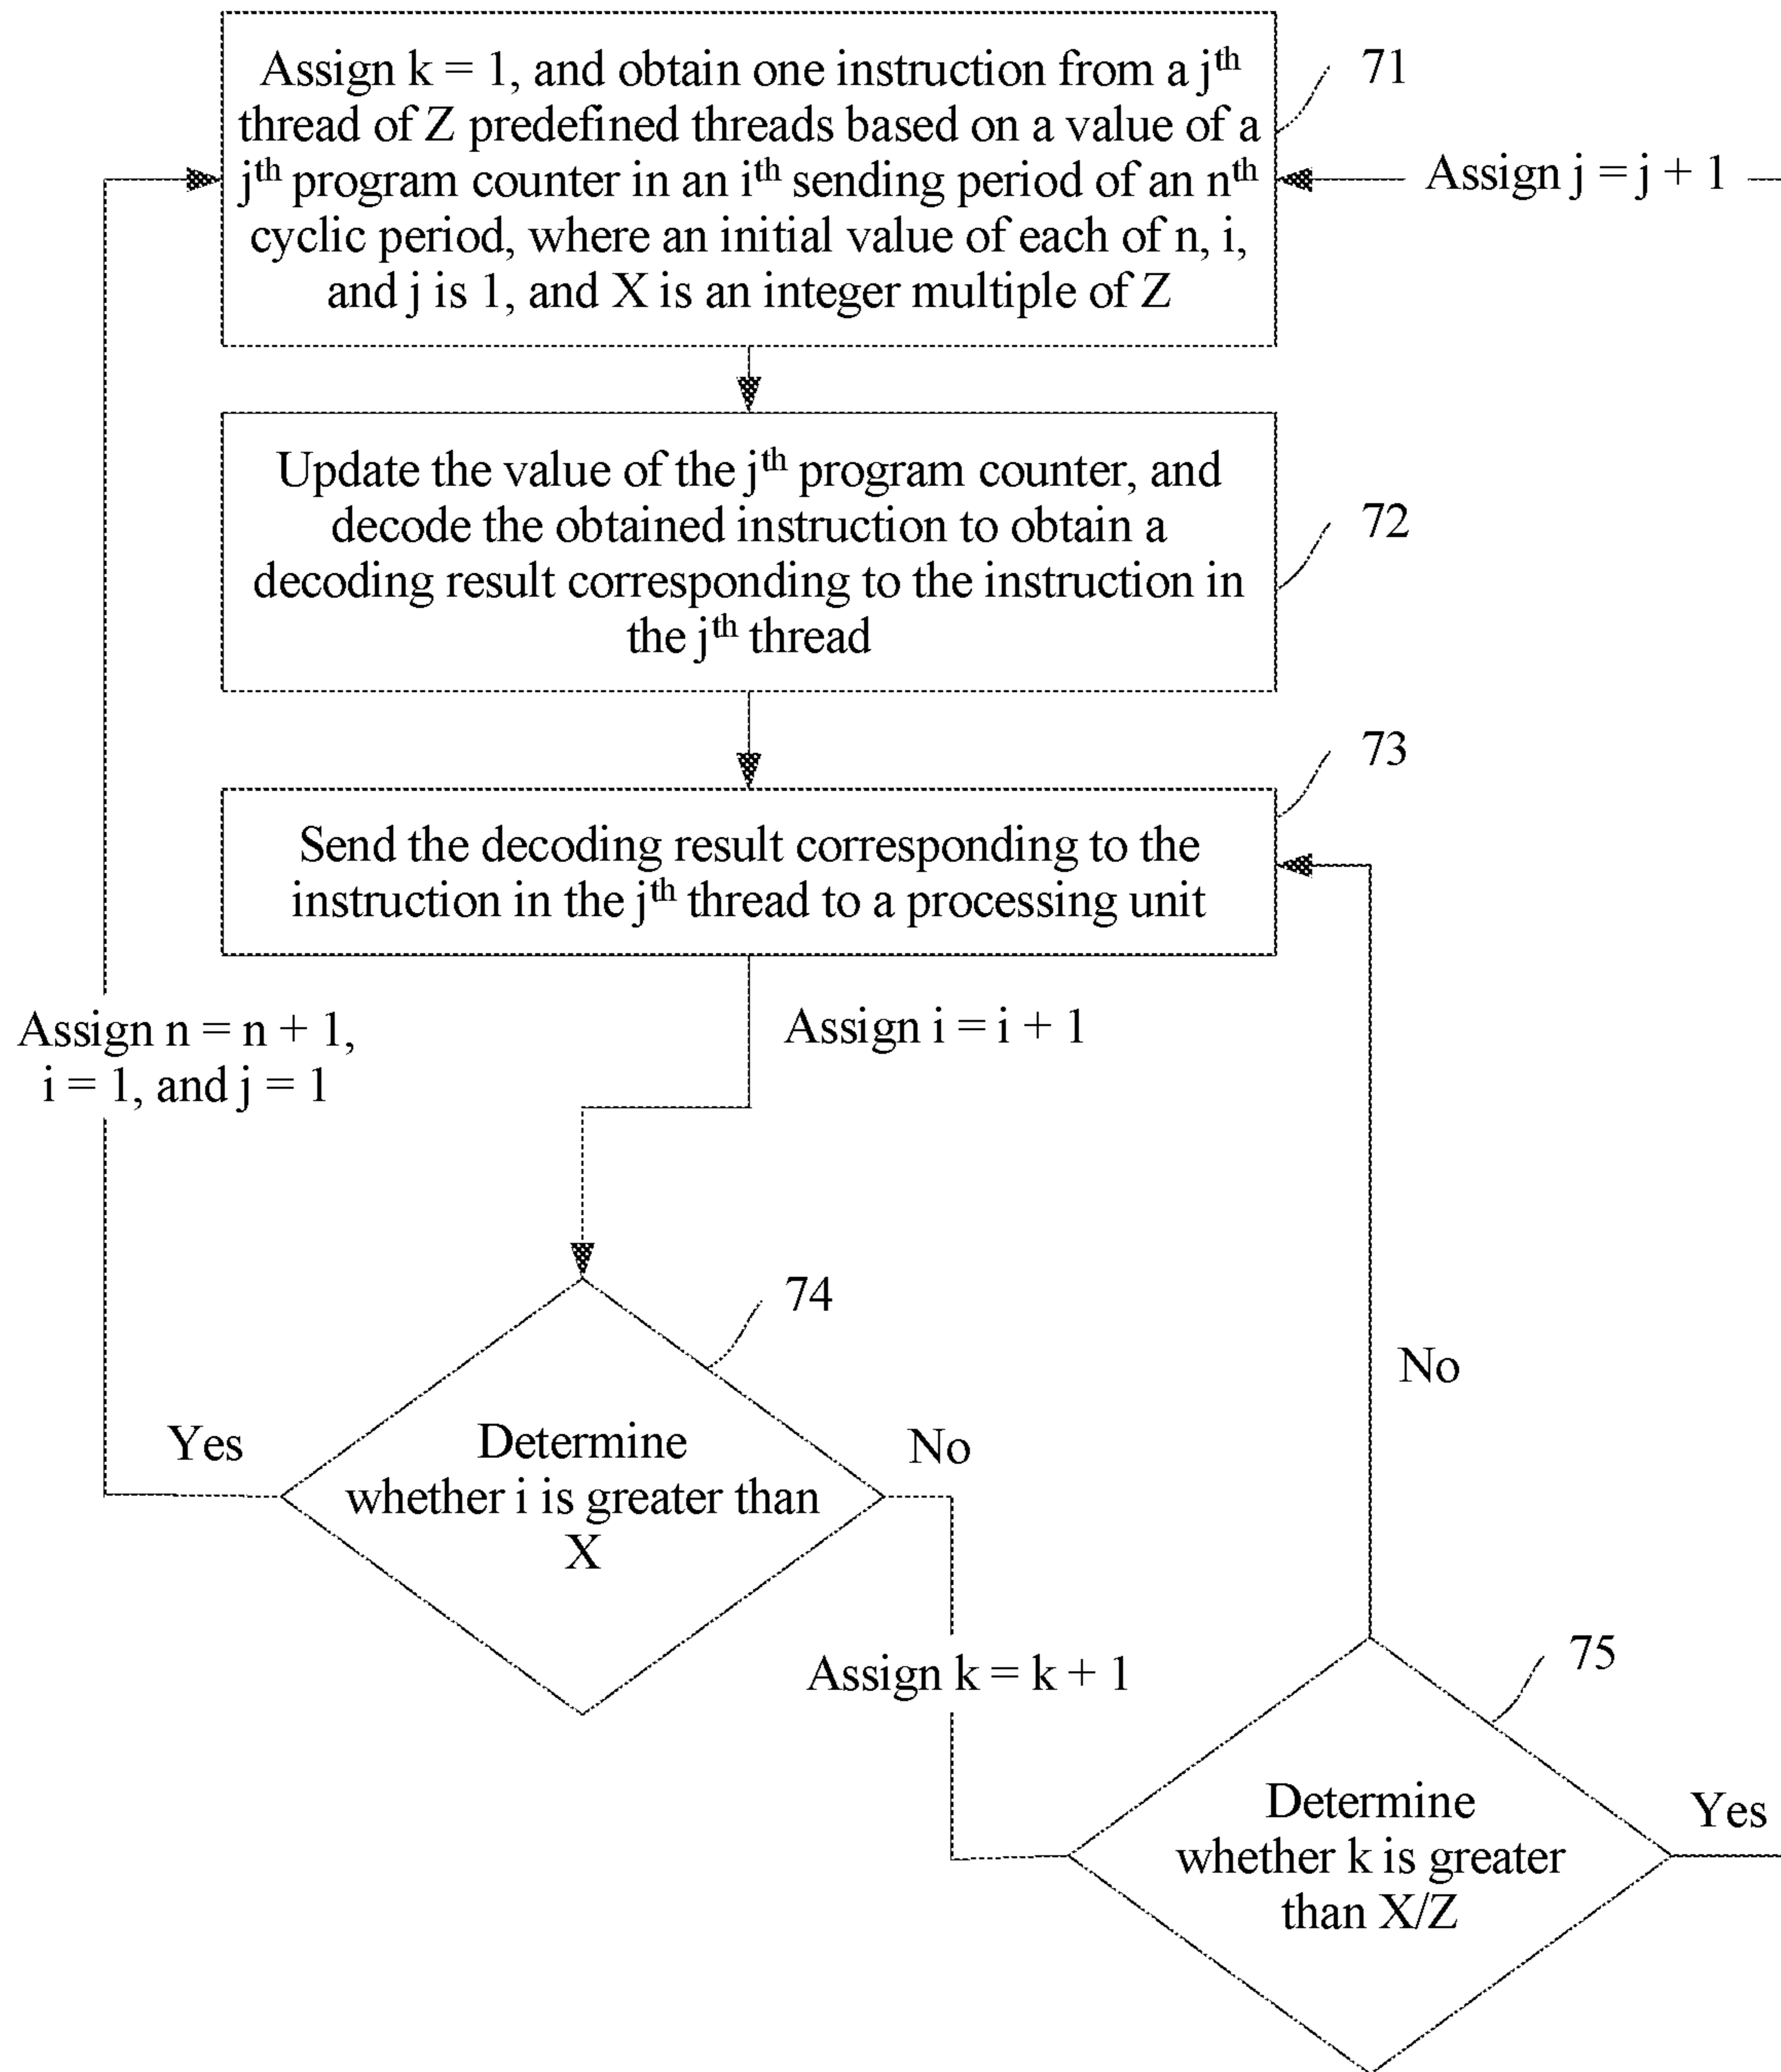 Assign k = 1, and obtain one instruction from a jth
thread of Z predefined threads based on a value of a
jth program counter in an ith sending period of an nth
cyclic period, where an initial value of each of n, i,
and j is 1, and X is an integer multiple of Z
71
Assign j = j + 1
Update the value of the jth program counter, and
decode the obtained instruction to obtain a
decoding result corresponding to the instruction in
the jth thread
72
73
Send the decoding result corresponding to the
instruction in the jth thread to a processing unit
Assign n = n + 1,
i = 1, and j = 1
Assign i = i + 1
74
No
Yes
Determine
whether i is greater than
X
No
Assign k = k + 1
75
Determine
whether k is greater
than X/Z
Yes